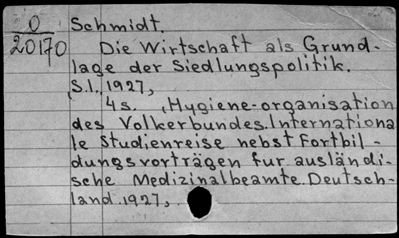 O Schmidt.
20170 Die Wirtschaft als Grund-
lage der Siedlungspolitik.
S.l., 1927,
4s. , Hygiene-organisation
des Volkerbundes. Internationa
le Studienreise nebst Fortbil-
dungsvorträgen fur ausländi-
sche Medizinalbeamte. Deutsch-
land. 1927,.